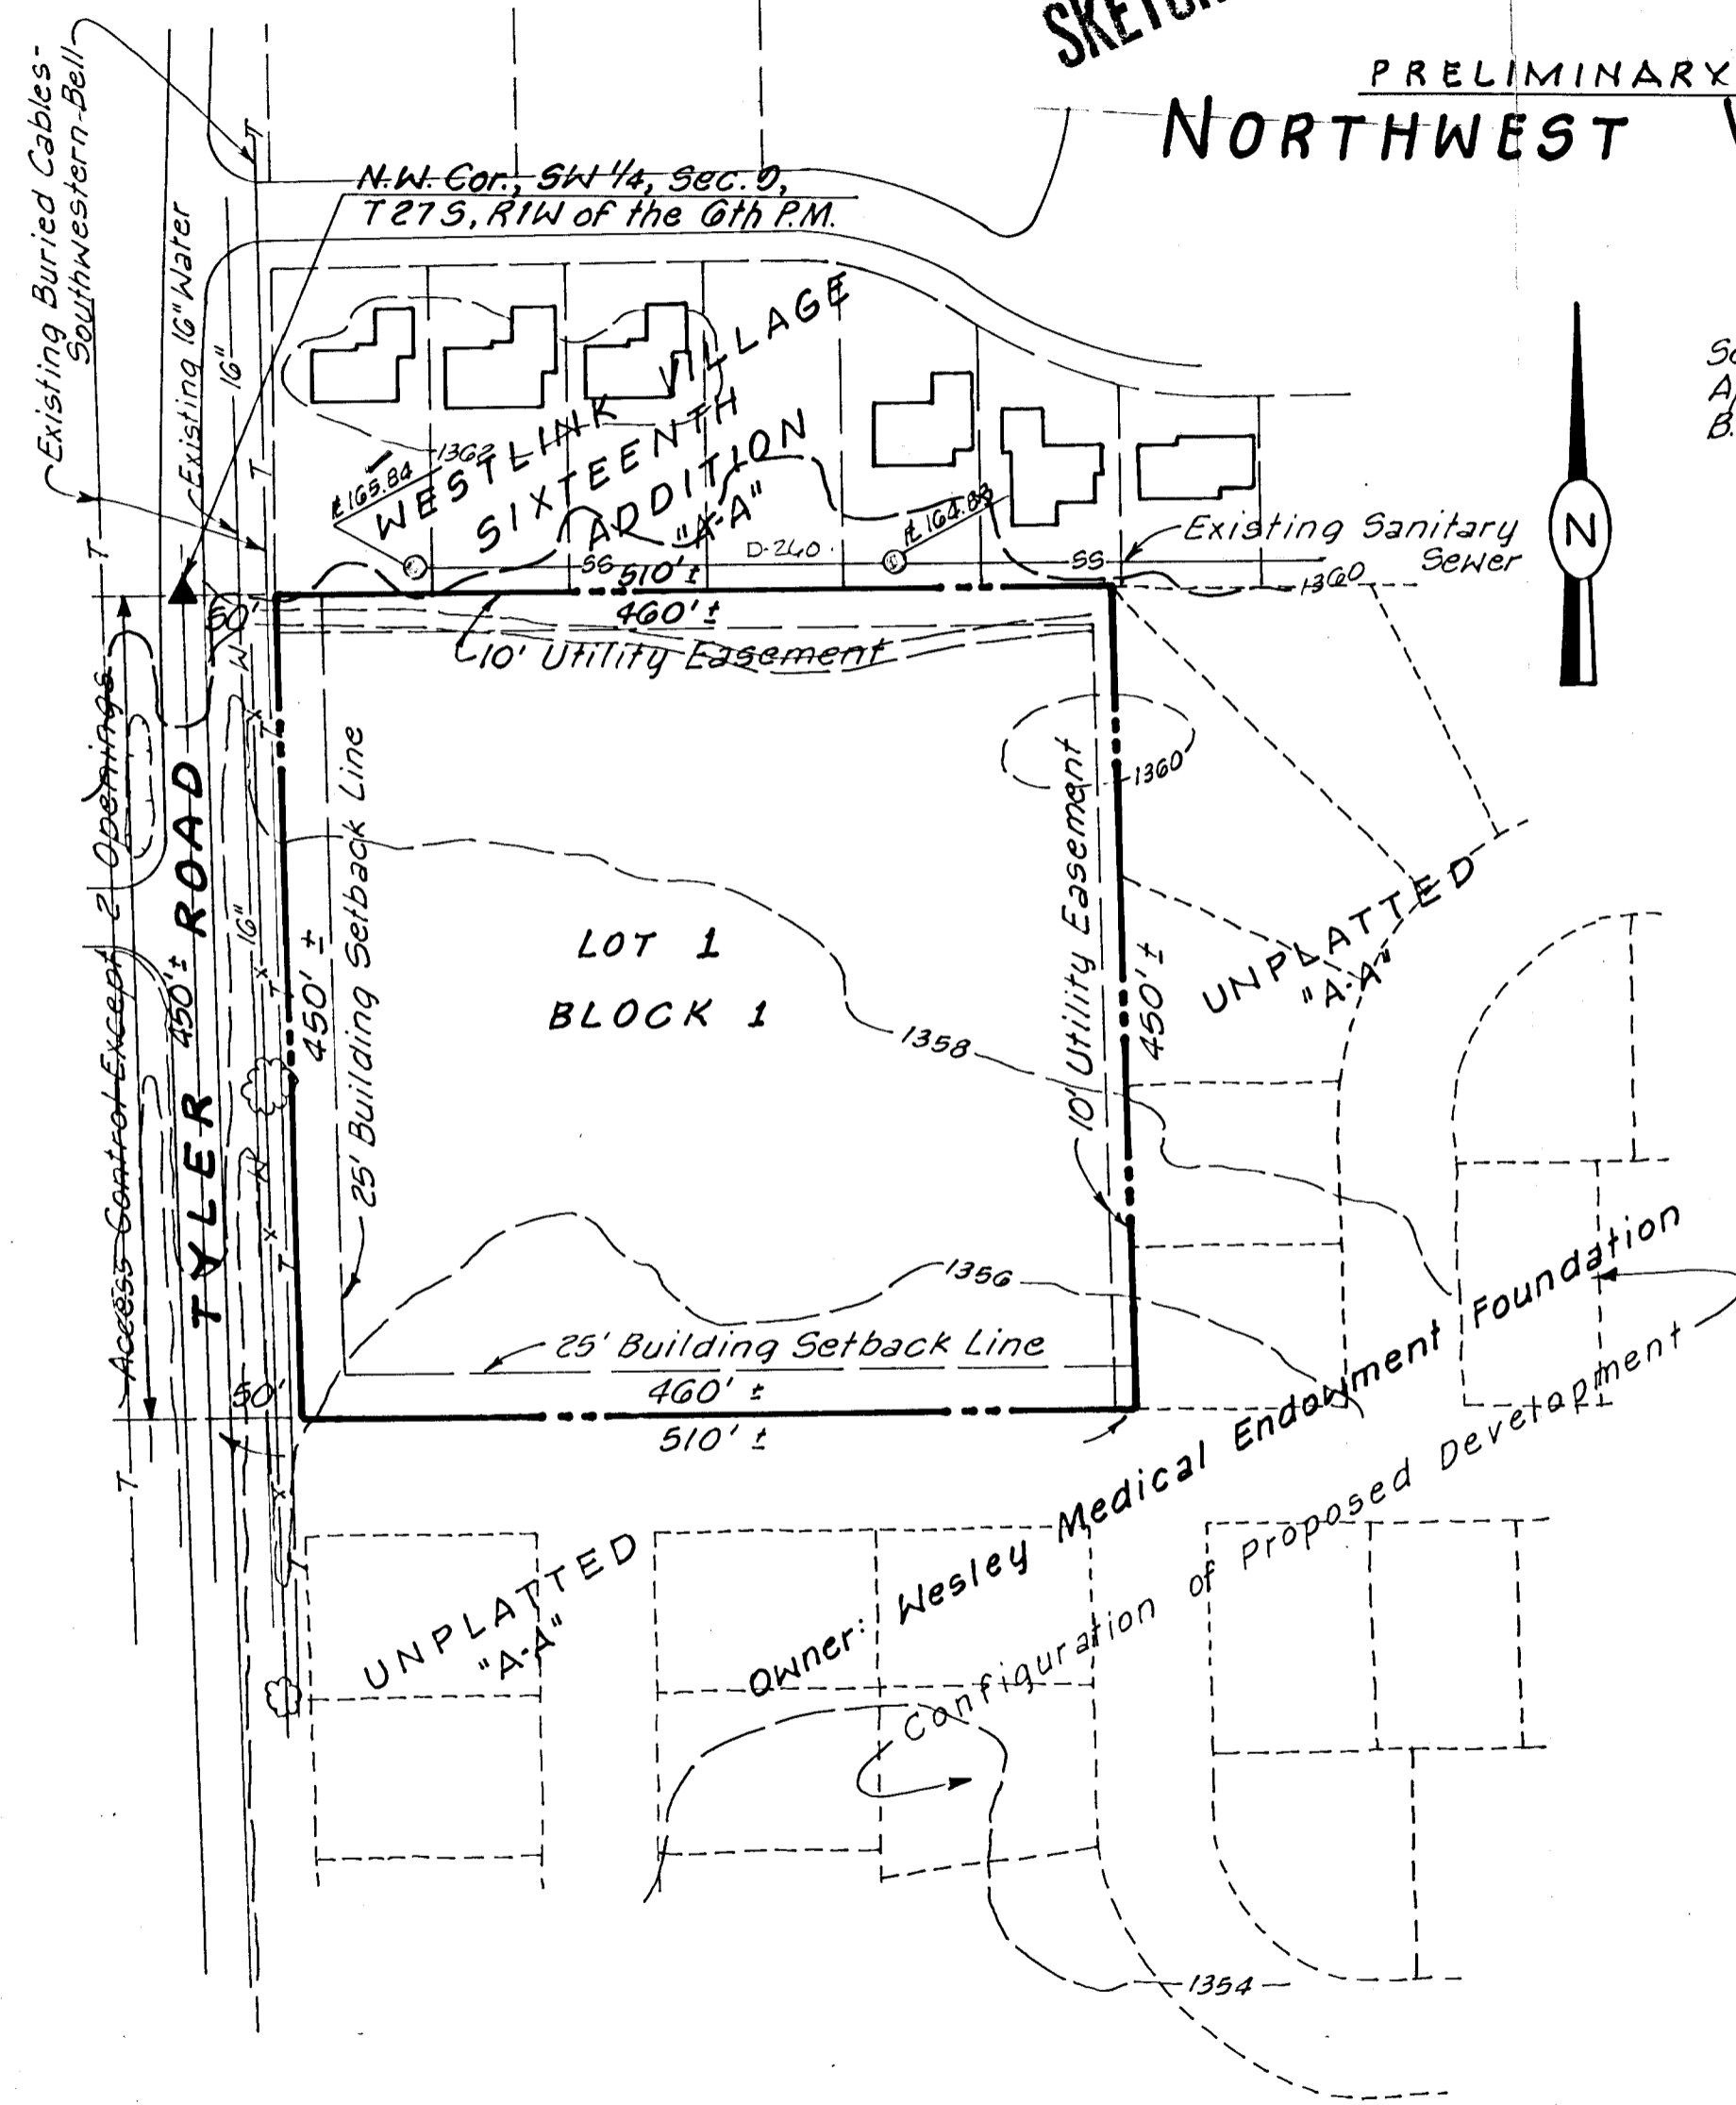 PRELIMINARY
NORTHWEST
Existing Buried Cables-
Southwestern-Bell
Existing 16" Water
16"
N.W. Cor., SW 1/4, Sec. 9,
T27S, R1W of the 6th P.M.
WESTLINK VILLAGE
SIXTEENTH
ADDITION
"A-A"
1362
165.84
164.83
D-240
SS
SS
Existing Sanitary
Sewer
1360
N
T
T
510' ±
460' ±
50'
10' Utility Easement
W
X
T
Access Control Except 2 Openings
450' ±
TYLER ROAD
16"
450' ±
25' Building Setback Line
LOT 1
BLOCK 1
10' Utility Easement
450' ±
1360
1358
1356
UNPLATTED
"A-A"
X
T
W
X
T
25' Building Setback Line
460' ±
510' ±
50'
T
X
T
UNPLATTED
"A-A"
Owner: Wesley Medical Endowment Foundation
Configuration of Proposed Development
1354